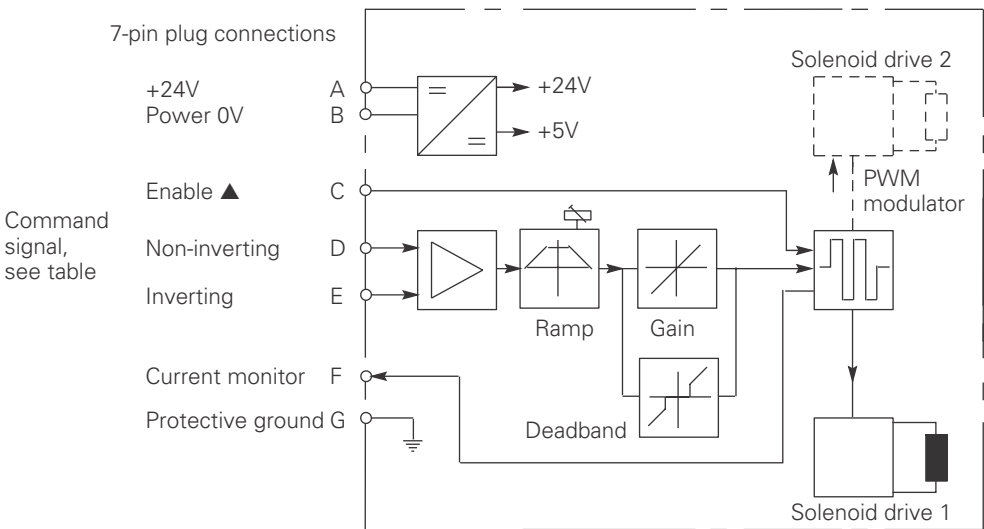 7-pin plug connections
+24V A
Power 0V B
+24V
+5V
Solenoid drive 2
PWM
modulator
Enable ▲ C
Command
signal,
see table
Non-inverting D
Inverting E
Ramp
Gain
Current monitor F
Protective ground G
Deadband
Solenoid drive 1